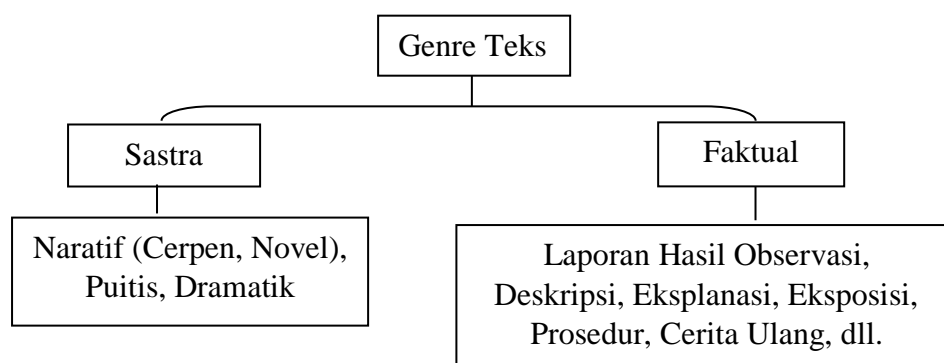 Genre Teks
Sastra
Faktual
Naratif (Cerpen, Novel),
Puitis, Dramatik
Laporan Hasil Observasi,
Deskripsi, Eksplanasi, Eksposisi,
Prosedur, Cerita Ulang, dll.